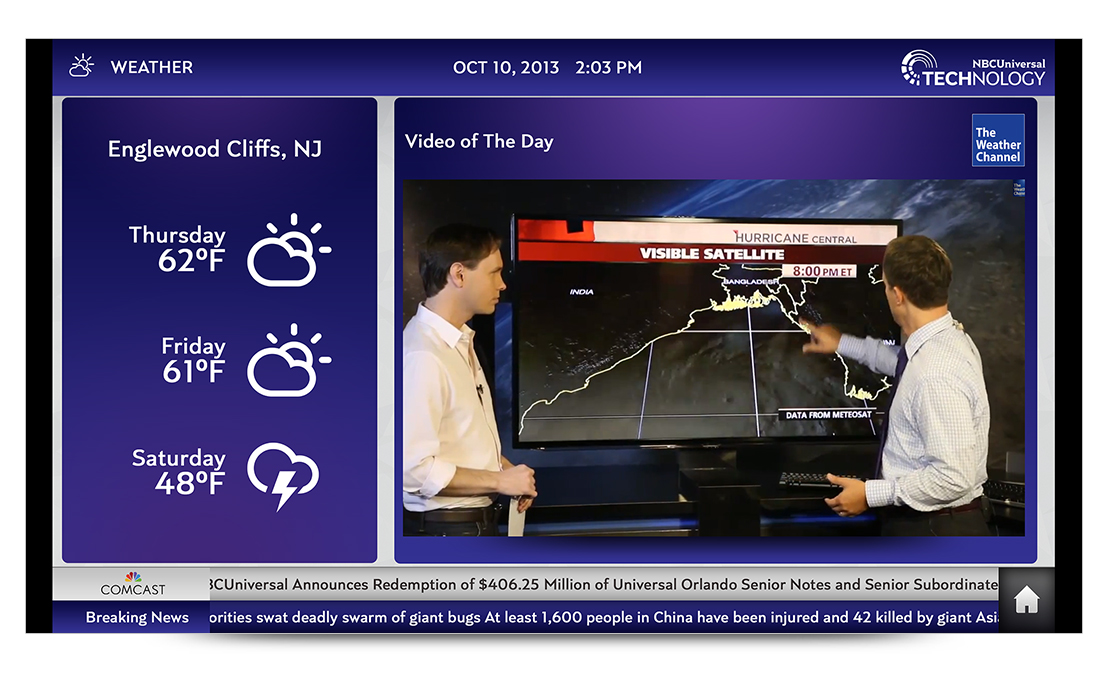 WEATHER
OCT 10, 2013 2:03 PM
NBCUniversal
TECHNOLOGY
Englewood Cliffs, NJ
Thursday
62ºF
Friday
61ºF
Saturday
48ºF
Video of The Day
The
Weather
Channel
HURRICANE CENTRAL
VISIBLE SATELLITE
8:00 PM ET
BANGLADESH
INDIA
DATA FROM METEOSAT
COMCAST
BCUniversal Announces Redemption of $406.25 Million of Universal Orlando Senior Notes and Senior Subordinate
Breaking News
orities swat deadly swarm of giant bugs At least 1,600 people in China have been injured and 42 killed by giant Asi